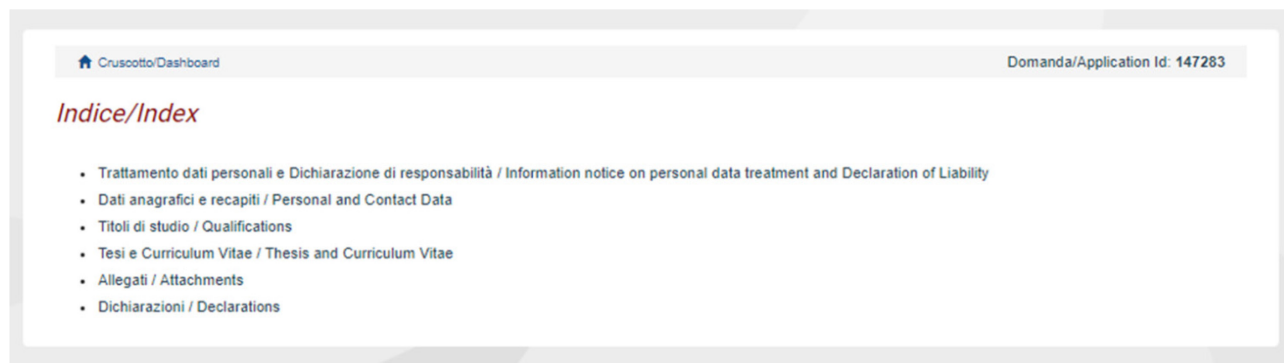 Cruscotto/Dashboard Domanda/Application Id: 147283
Indice/Index
• Trattamento dati personali e Dichiarazione di responsabilità / Information notice on personal data treatment and Declaration of Liability
• Dati anagrafici e recapiti / Personal and Contact Data
• Titoli di studio / Qualifications
• Tesi e Curriculum Vitae / Thesis and Curriculum Vitae
• Allegati / Attachments
• Dichiarazioni / Declarations